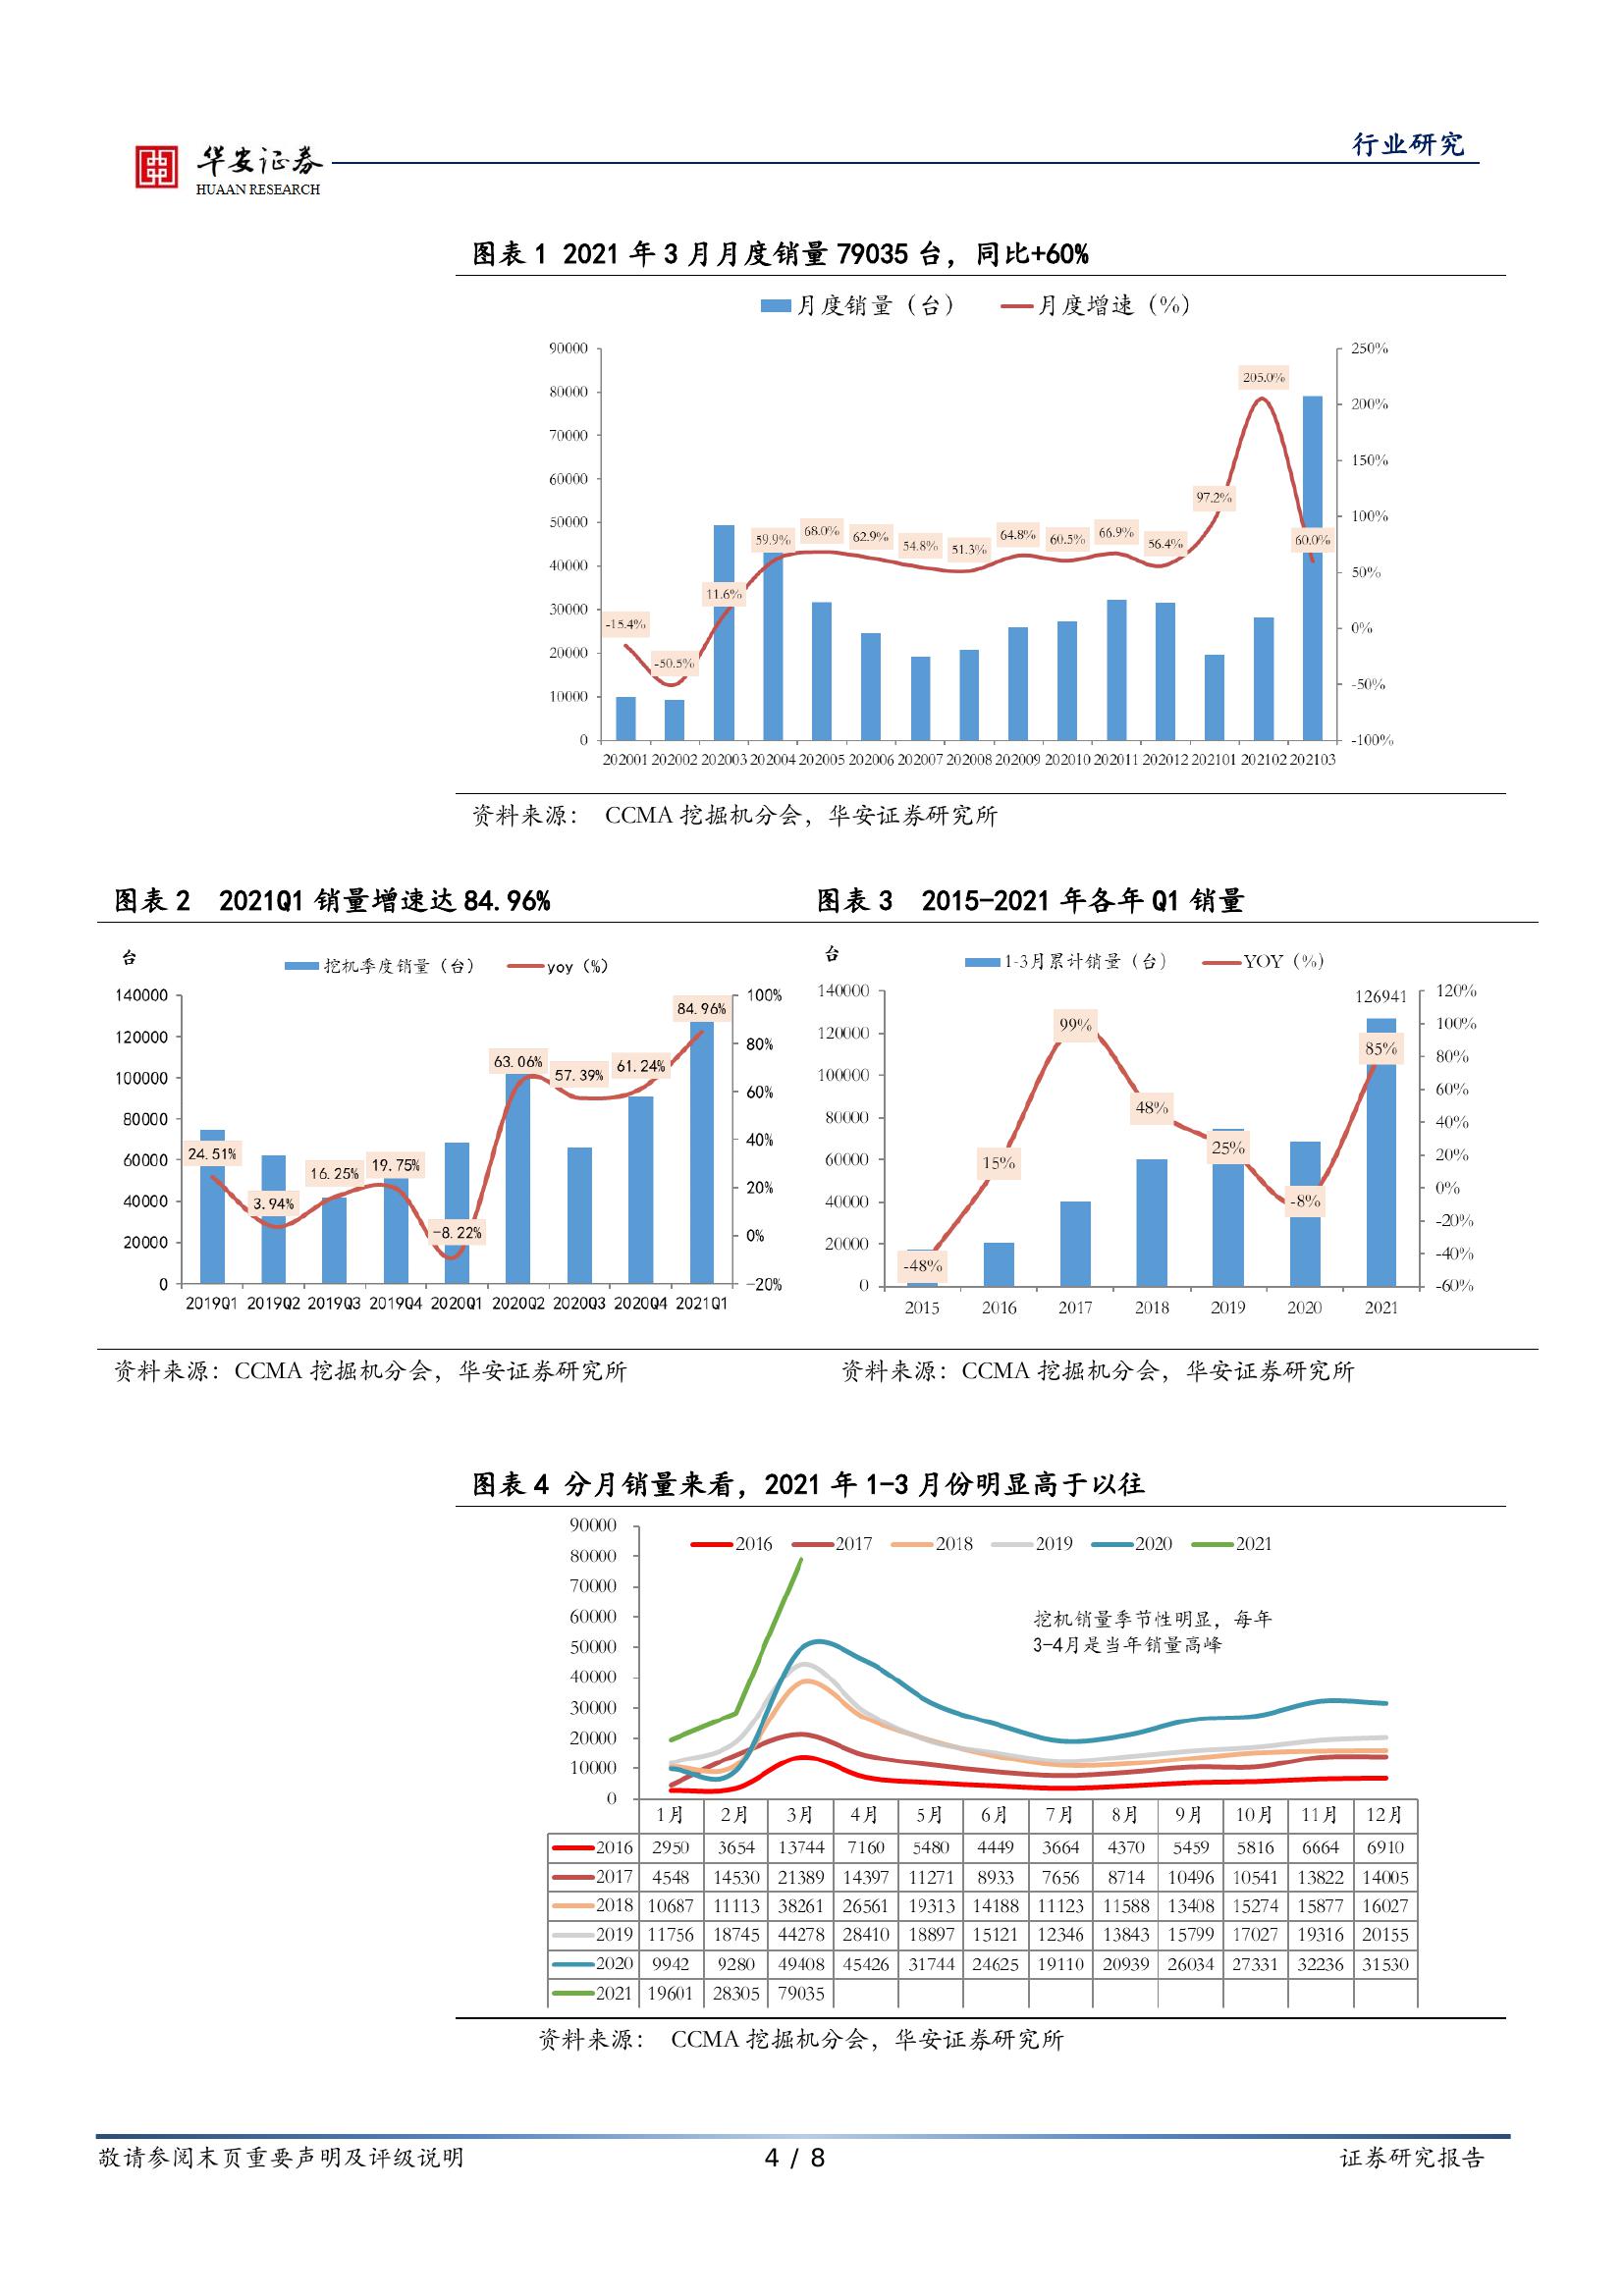 华安证券
HUAAN RESEARCH
行业研究
图表 1 2021 年 3 月月度销量 79035 台，同比+60%
月度销量（台） 月度增速（%）
90000
80000
70000
60000
50000
40000
30000
20000
10000
0
250%
200%
150%
100%
50%
0%
-50%
-100%
-15.4%
-50.5%
11.6%
59.9%
68.0%
62.9%
54.8%
51.3%
64.8%
60.5%
66.9%
56.4%
97.2%
205.0%
60.0%
202001 202002 202003 202004 202005 202006 202007 202008 202009 202010 202011 202012 202101 202102 202103
资料来源： CCMA 挖掘机分会，华安证券研究所
图表 2 2021Q1 销量增速达 84.96%
台
挖机季度销量（台） yoy（%）
140000
120000
100000
80000
60000
40000
20000
0
100%
80%
60%
40%
20%
0%
-20%
24.51%
3.94%
16.25%
19.75%
-8.22%
63.06%
57.39%
61.24%
84.96%
2019Q1 2019Q2 2019Q3 2019Q4 2020Q1 2020Q2 2020Q3 2020Q4 2021Q1
资料来源：CCMA 挖掘机分会，华安证券研究所
图表 3 2015-2021 年各年 Q1 销量
台
1-3月累计销量（台） YOY（%）
140000
120000
100000
80000
60000
40000
20000
0
120%
100%
80%
60%
40%
20%
0%
-20%
-40%
-60%
-48%
15%
99%
48%
25%
-8%
126941
85%
2015 2016 2017 2018 2019 2020 2021
资料来源：CCMA 挖掘机分会，华安证券研究所
图表 4 分月销量来看，2021 年 1-3 月份明显高于以往
2016 2017 2018 2019 2020 2021
90000
80000
70000
60000
50000
40000
30000
20000
10000
0
挖机销量季节性明显，每年
3-4月是当年销量高峰
1月 2月 3月 4月 5月 6月 7月 8月 9月 10月 11月 12月
2016 2950 3654 13744 7160 5480 4449 3664 4370 5459 5816 6664 6910
2017 4548 14530 21389 14397 11271 8933 7656 8714 10496 10541 13822 14005
2018 10687 11113 38261 26561 19313 14188 11123 11588 13408 15274 15877 16027
2019 11756 18745 44278 28410 18897 15121 12346 13843 15799 17027 19316 20155
2020 9942 9280 49408 45426 31744 24625 19110 20939 26034 27331 32236 31530
2021 19601 28305 79035
资料来源： CCMA 挖掘机分会，华安证券研究所
敬请参阅末页重要声明及评级说明
4 / 8
证券研究报告